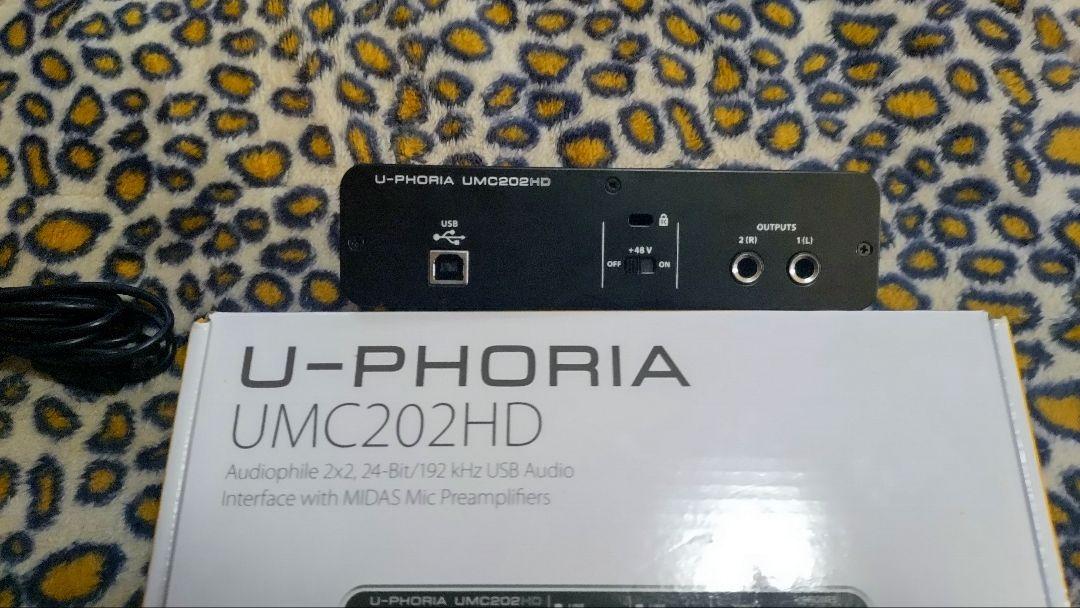 U-PHORIA UMC202HD
USB
+48 V
OFF ON
OUTPUTS
2 (R) 1 (L)
U-PHORIA
UMC202HD
Audiophile 2x2, 24-Bit/192 kHz USB Audio
Interface with MIDAS Mic Preamplifiers
U-PHORIA UMC202HD